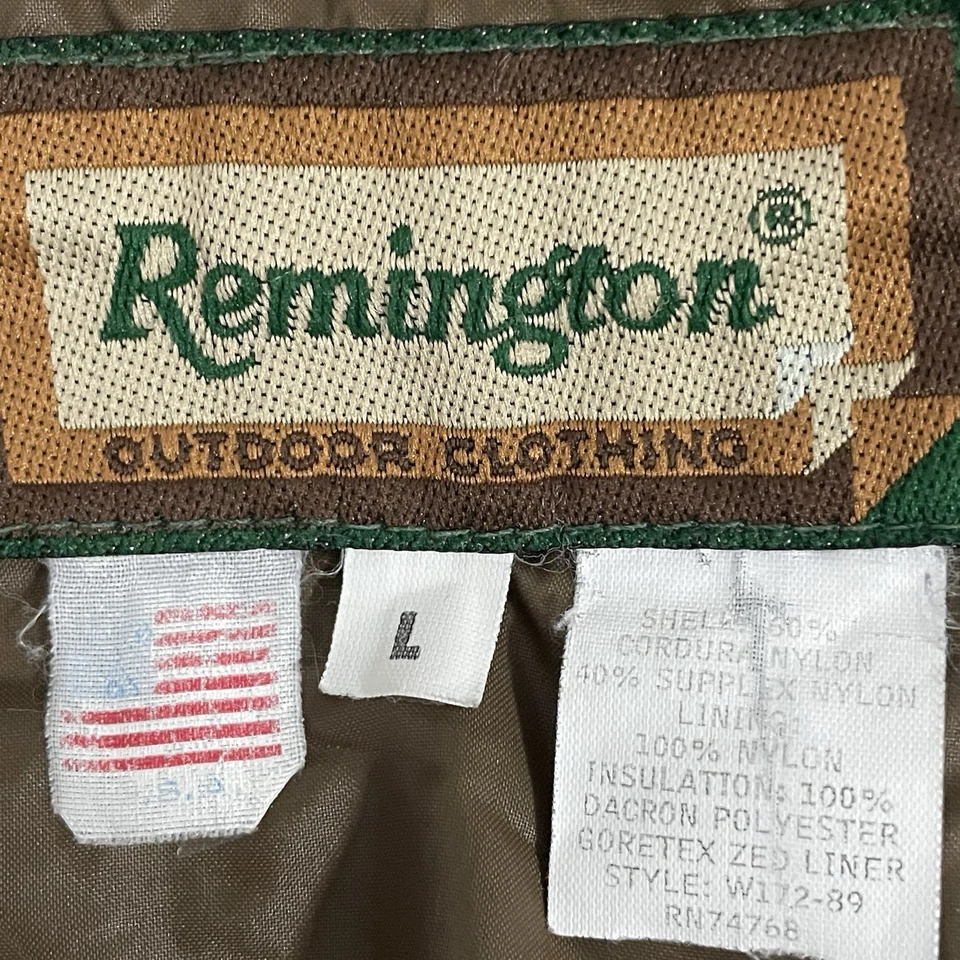 Remington®
OUTDOOR CLOTHING
L
SHELL: 60%
CORDURA NYLON
40% SUPPLEX NYLON
LINING
100% NYLON
INSULATION: 100%
DACRON POLYESTER
GORETEX ZED LINER
STYLE: W172-89
RN74768